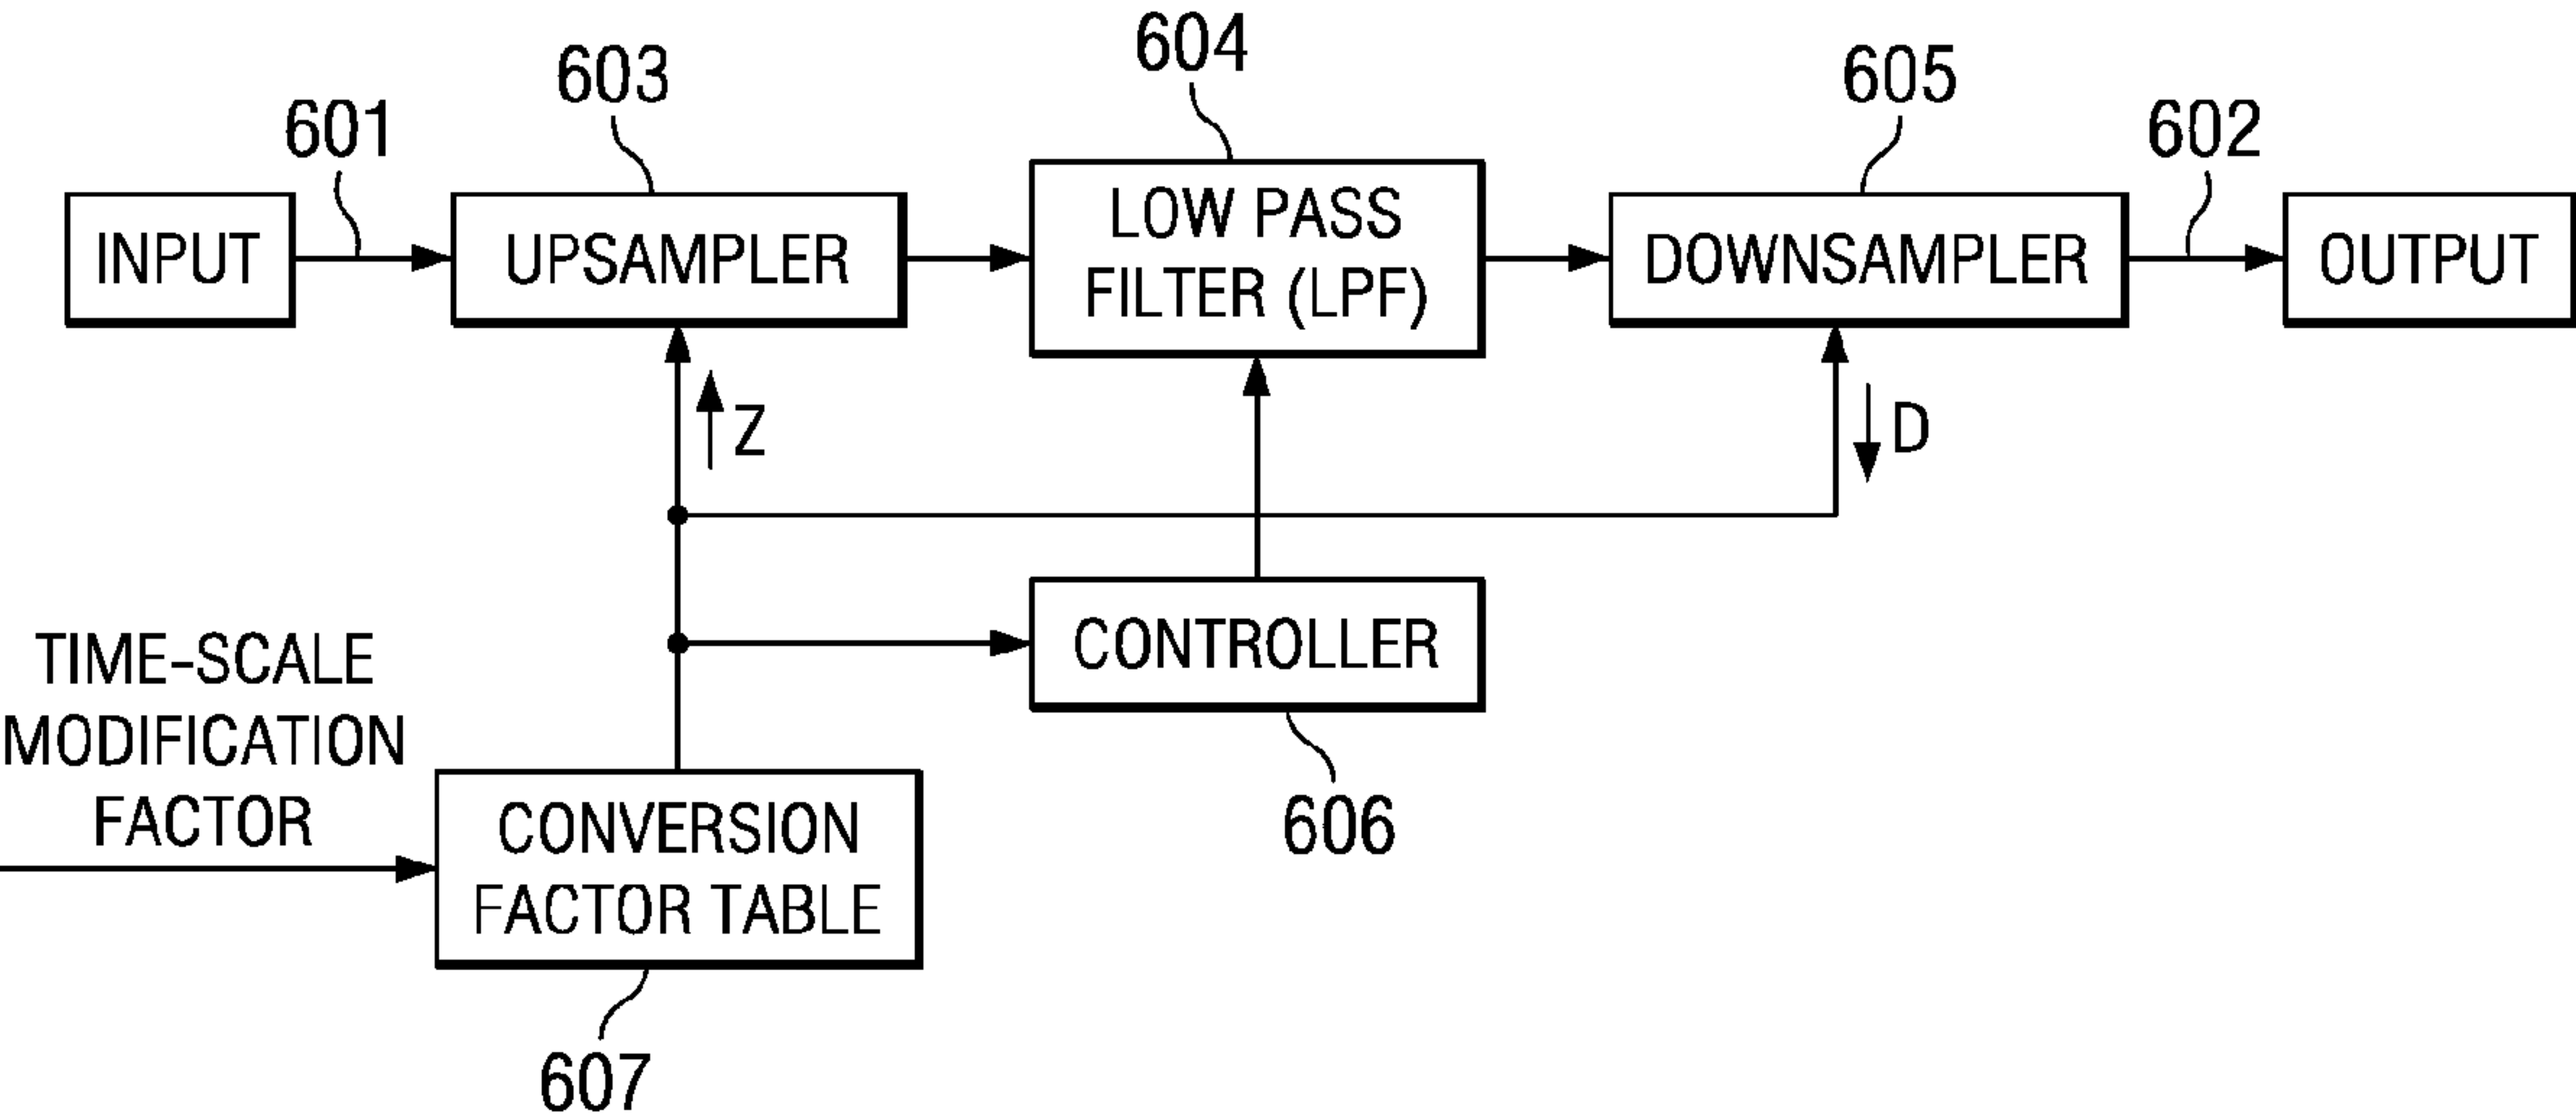 604
603
605
601
602
INPUT
UPSAMPLER
LOW PASS
FILTER (LPF)
DOWNSAMPLER
OUTPUT
Z
D
TIME-SCALE
MODIFICATION
FACTOR
CONTROLLER
606
CONVERSION
FACTOR TABLE
607